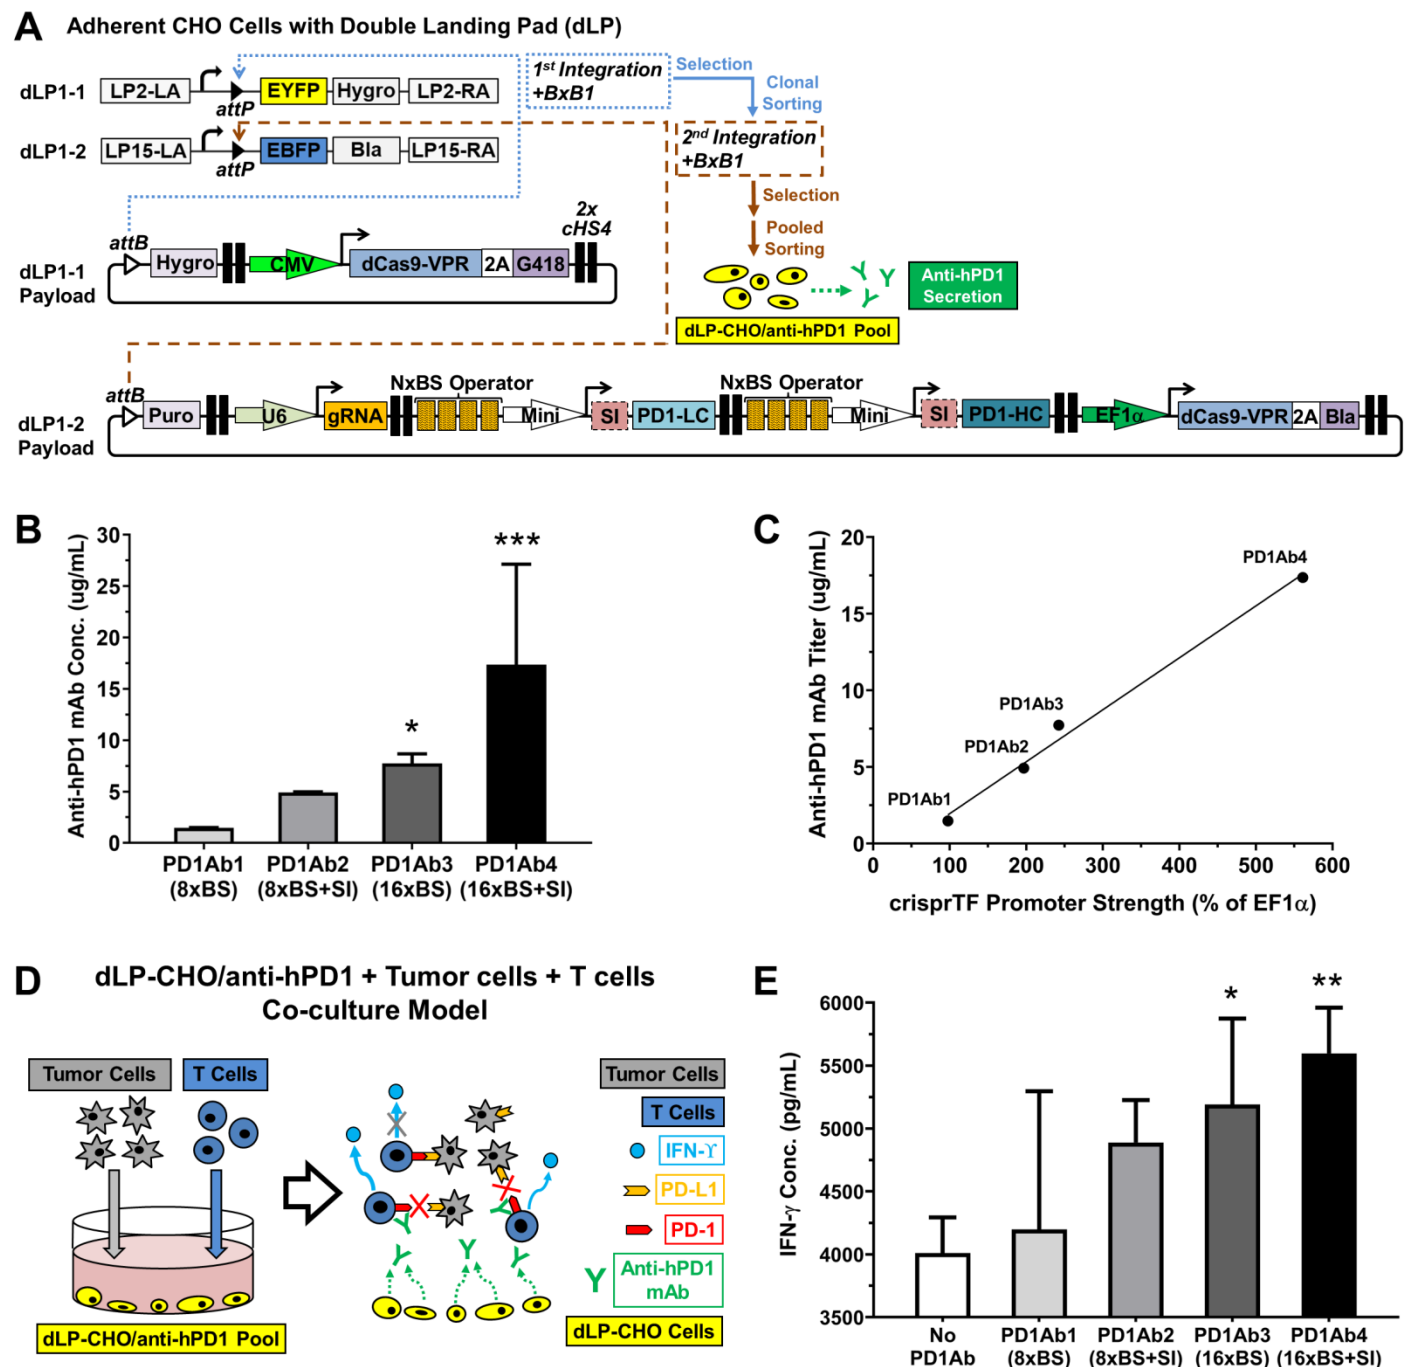 A Adherent CHO Cells with Double Landing Pad (dLP)
dLP1-1 LP2-LA attP EYFP Hygro LP2-RA
1st Integration
+BxB1
Selection
Clonal
Sorting
dLP1-2 LP15-LA attP EBFP Bla LP15-RA
2nd Integration
+BxB1
Selection
Pooled
Sorting
dLP1-1
Payload
attB Hygro CMV dCas9-VPR 2A G418
2x
cHS4
Anti-hPD1
Secretion
dLP-CHO/anti-hPD1 Pool
NxBS Operator NxBS Operator
dLP1-2
Payload
attB Puro U6 gRNA Mini SI PD1-LC Mini SI PD1-HC EF1α dCas9-VPR 2A Bla
B
Anti-hPD1 mAb Conc. (ug/mL)
30
25
20
15
10
5
0
*
***
PD1Ab1 PD1Ab2 PD1Ab3 PD1Ab4
(8xBS) (8xBS+SI) (16xBS) (16xBS+SI)
C
Anti-hPD1 mAb Titer (ug/mL)
20
15
10
5
0
PD1Ab4
PD1Ab3
PD1Ab2
PD1Ab1
0 100 200 300 400 500 600
crisprTF Promoter Strength (% of EF1α)
D dLP-CHO/anti-hPD1 + Tumor cells + T cells
Co-culture Model
Tumor Cells T Cells
dLP-CHO/anti-hPD1 Pool
Tumor Cells
T Cells
IFN-ϒ
PD-L1
PD-1
Anti-hPD1
mAb
dLP-CHO Cells
E
IFN-γ Conc. (pg/mL)
6000
5500
5000
4500
4000
3500
*
**
No PD1Ab1 PD1Ab2 PD1Ab3 PD1Ab4
PD1Ab (8xBS) (8xBS+SI) (16xBS) (16xBS+SI)